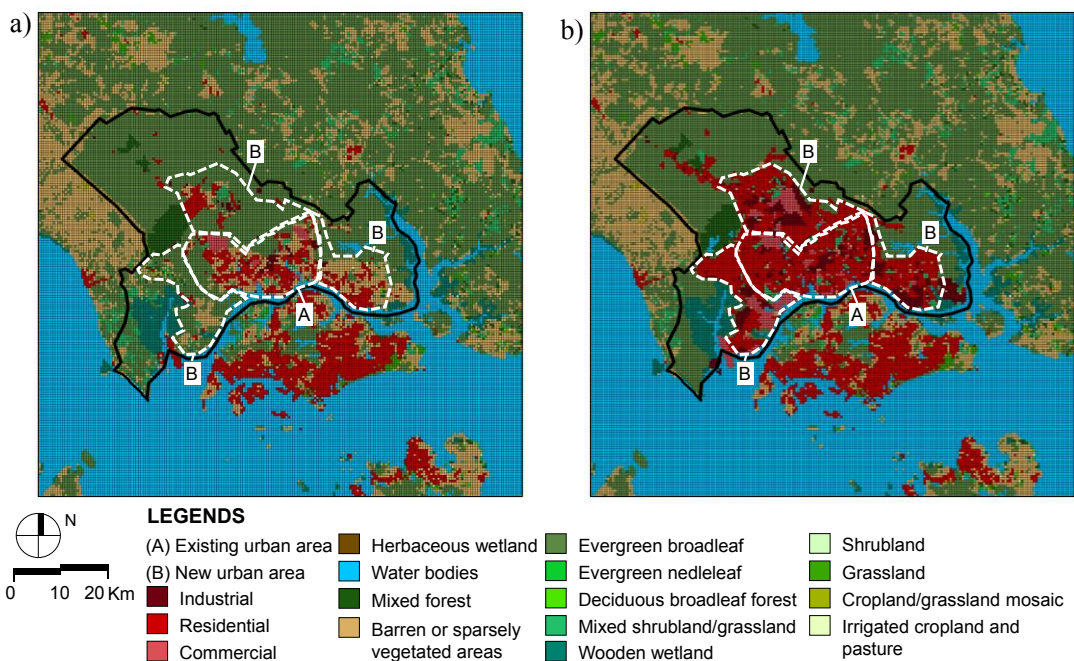 a)
b)
B
B
A
B
B
B
A
B
N
0 10 20 Km
LEGENDS
(A) Existing urban area
(B) New urban area
Industrial
Residential
Commercial
Herbaceous wetland
Water bodies
Mixed forest
Barren or sparsely
vegetated areas
Evergreen broadleaf
Evergreen nedleleaf
Deciduous broadleaf forest
Mixed shrubland/grassland
Wooden wetland
Shrubland
Grassland
Cropland/grassland mosaic
Irrigated cropland and
pasture